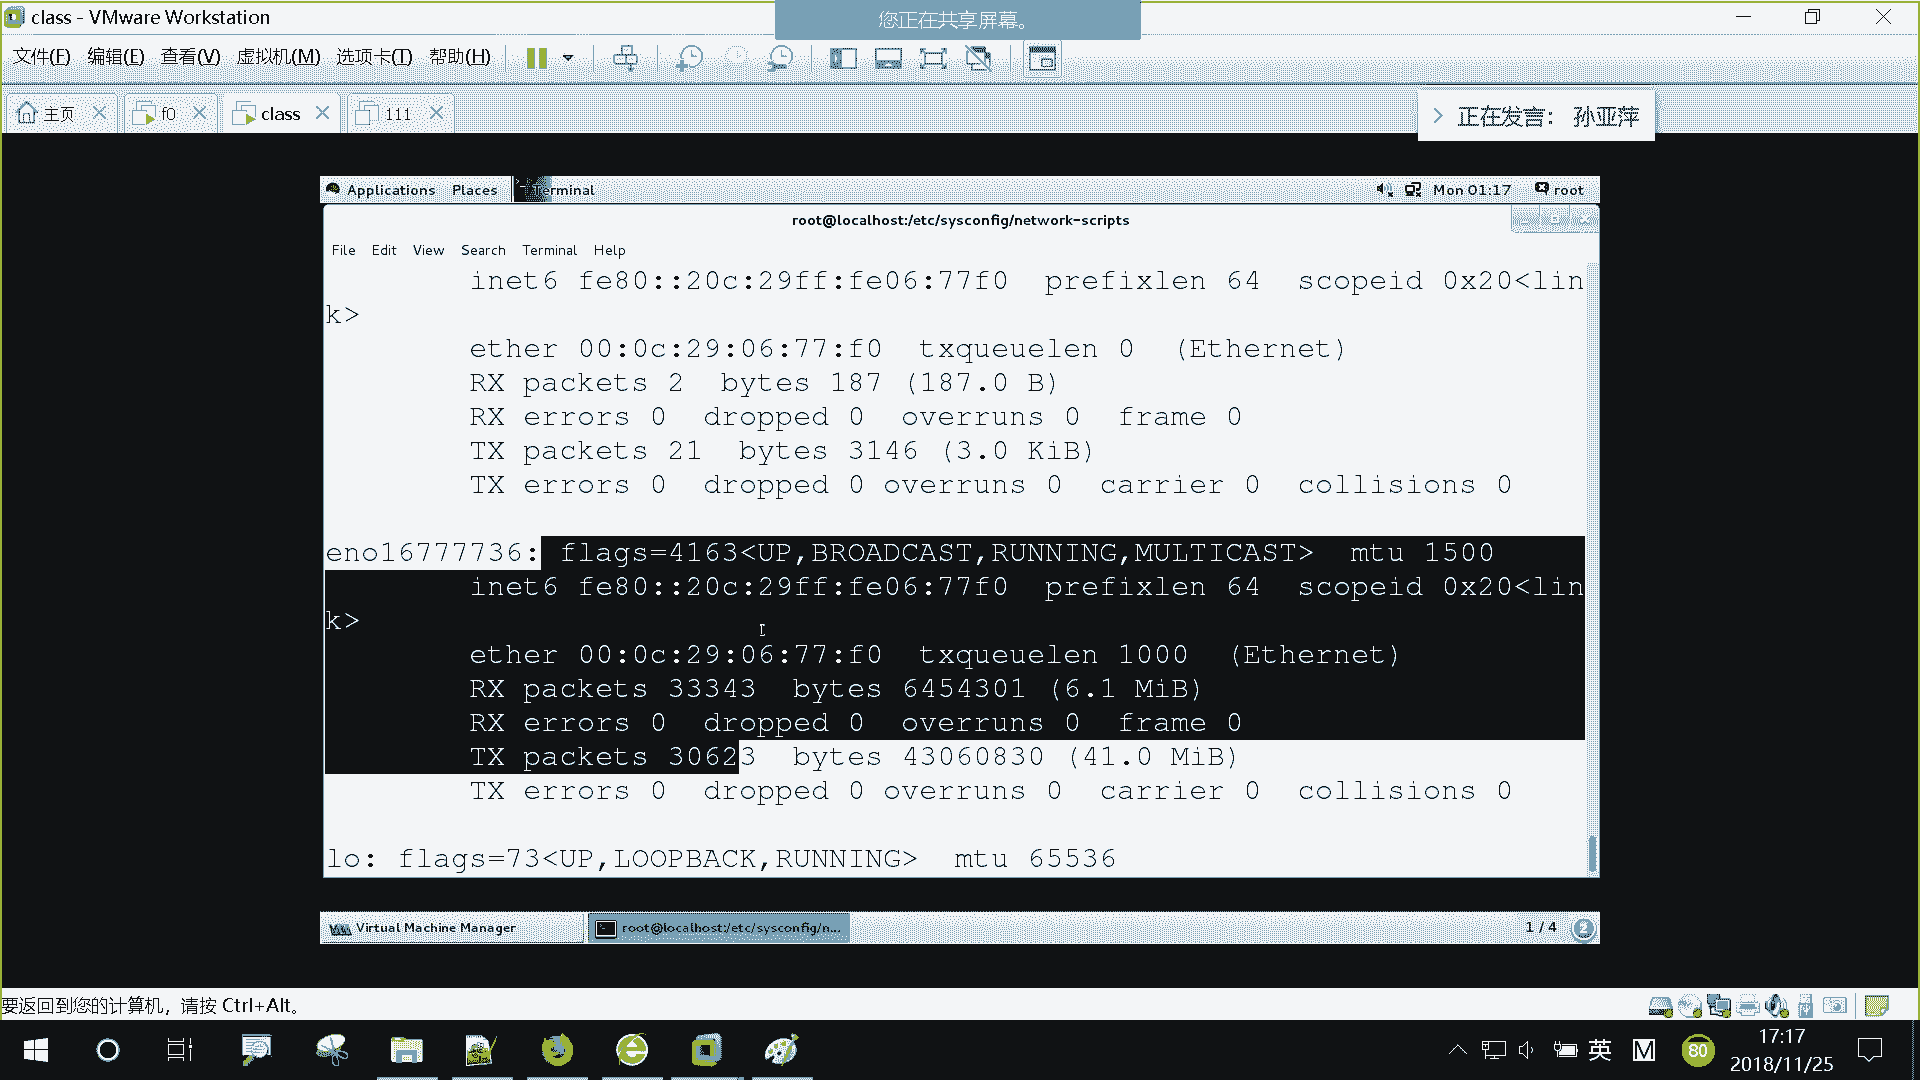 class - VMware Workstation
您正在共享屏幕。
文件(F) 编辑(E) 查看(V) 虚拟机(M) 选项卡(T) 帮助(H)
主页 f0 class 111
正在发言: 孙亚萍
Applications Places Terminal Mon 01:17 root
root@localhost:/etc/sysconfig/network-scripts
File Edit View Search Terminal Help
inet6 fe80::20c:29ff:fe06:77f0 prefixlen 64 scopeid 0x20<lin
k>
ether 00:0c:29:06:77:f0 txqueuelen 0 (Ethernet)
RX packets 2 bytes 187 (187.0 B)
RX errors 0 dropped 0 overruns 0 frame 0
TX packets 21 bytes 3146 (3.0 KiB)
TX errors 0 dropped 0 overruns 0 carrier 0 collisions 0
eno16777736: flags=4163<UP,BROADCAST,RUNNING,MULTICAST> mtu 1500
inet6 fe80::20c:29ff:fe06:77f0 prefixlen 64 scopeid 0x20<lin
k>
ether 00:0c:29:06:77:f0 txqueuelen 1000 (Ethernet)
RX packets 33343 bytes 6454301 (6.1 MiB)
RX errors 0 dropped 0 overruns 0 frame 0
TX packets 30623 bytes 43060830 (41.0 MiB)
TX errors 0 dropped 0 overruns 0 carrier 0 collisions 0
lo: flags=73<UP,LOOPBACK,RUNNING> mtu 65536
Virtual Machine Manager root@localhost:/etc/sysconfig/n... 1 / 4 2
要返回到您的计算机，请按 Ctrl+Alt。
英 M 80 17:17
2018/11/25